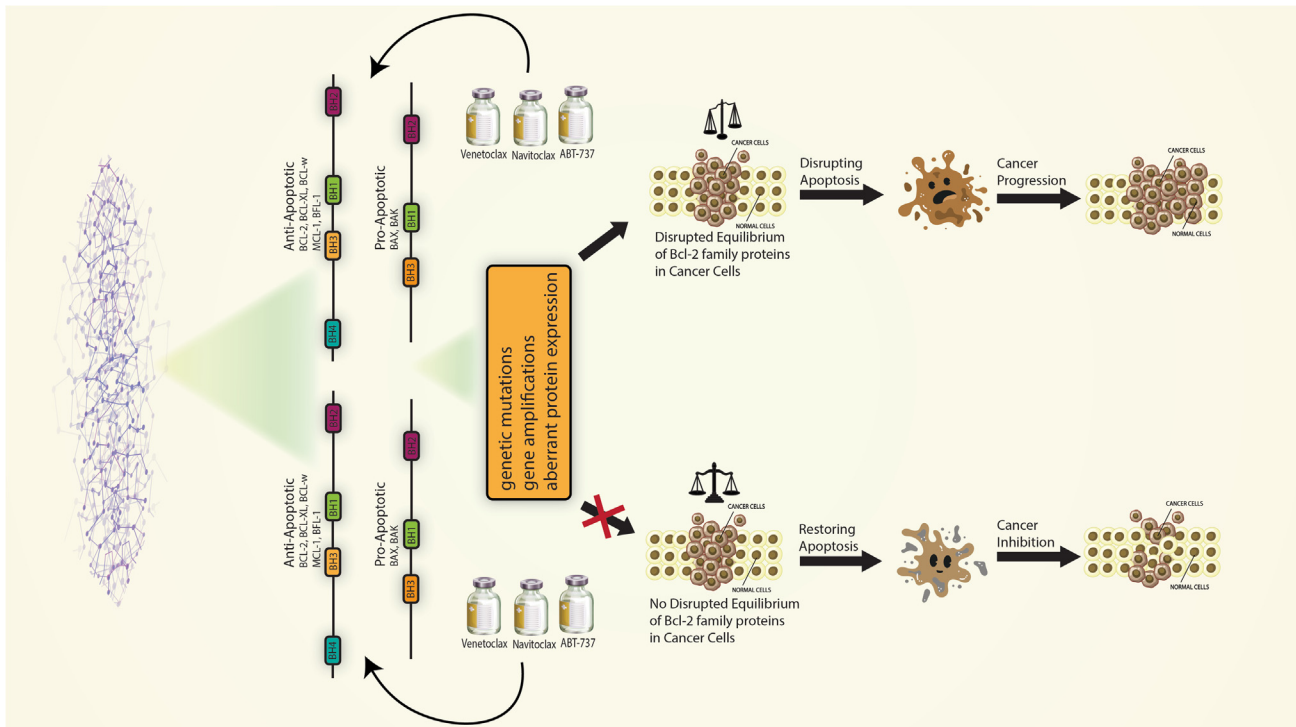 Anti-Apoptotic
BCL-2, BCL-XL, BCL-w
MCL-1, BFL-1
BH2
BH1
BH3
BH4
Pro-Apoptotic
BAX, BAK
BH2
BH1
BH3
Venetoclax
Navitoclax
ABT-737
genetic mutations
gene amplifications
aberrant protein expression
CANCER CELLS
NORMAL CELLS
Disrupted Equilibrium
of Bcl-2 family proteins
in Cancer Cells
Disrupting
Apoptosis
Cancer
Progression
CANCER CELLS
NORMAL CELLS
Anti-Apoptotic
BCL-2, BCL-XL, BCL-w
MCL-1, BFL-1
BH2
BH1
BH3
BH4
Pro-Apoptotic
BAX, BAK
BH2
BH1
BH3
Venetoclax
Navitoclax
ABT-737
CANCER CELLS
NORMAL CELLS
No Disrupted Equilibrium
of Bcl-2 family proteins
in Cancer Cells
Restoring
Apoptosis
Cancer
Inhibition
CANCER CELLS
NORMAL CELLS